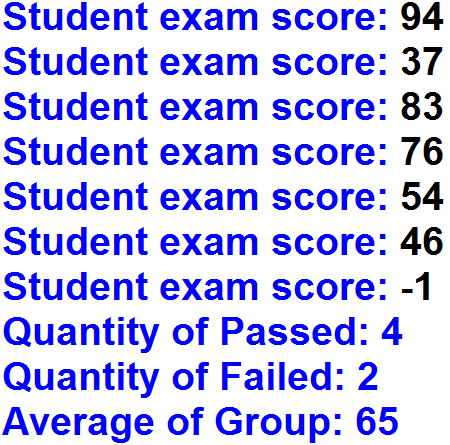 Student exam score: 94
Student exam score: 37
Student exam score: 83
Student exam score: 76
Student exam score: 54
Student exam score: 46
Student exam score: -1
Quantity of Passed: 4
Quantity of Failed: 2
Average of Group: 65